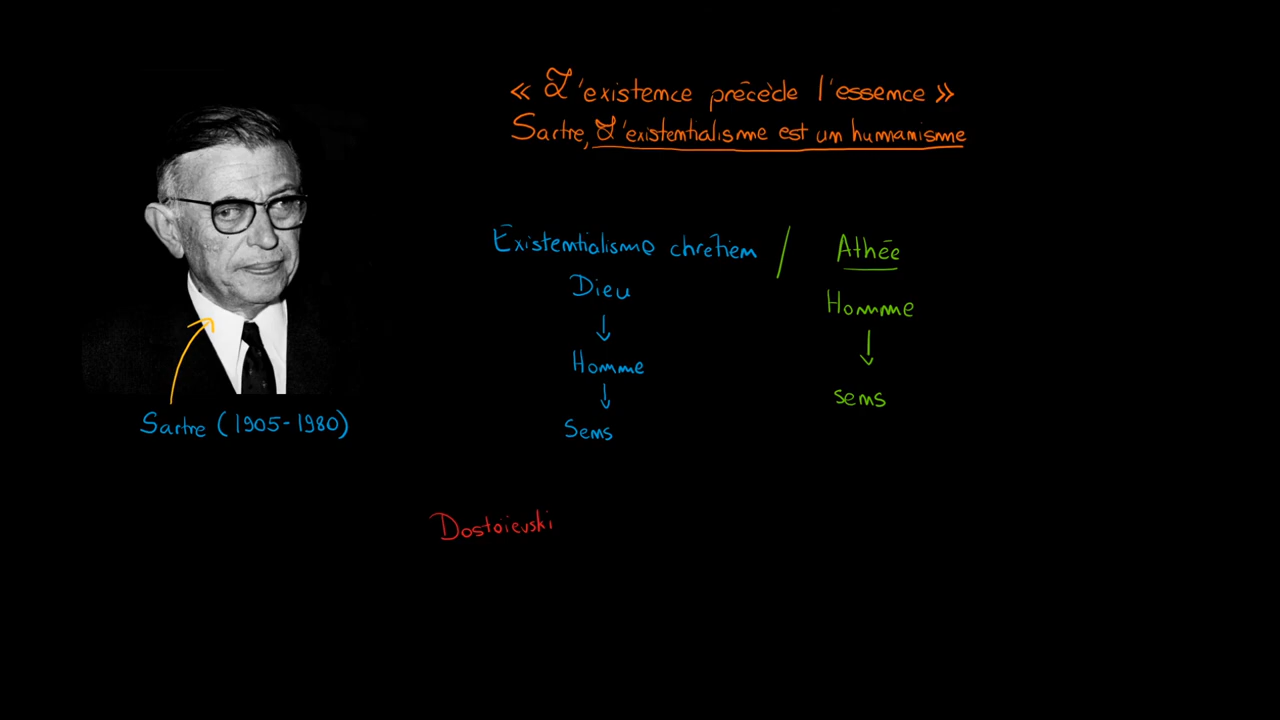 « L'existence précède l'essence »
Sartre, L'existentialisme est un humanisme
Existentialisme chrétien / Athée
Dieu
Homme
Homme
Sens
sens
Sartre (1905-1980)
Dostoïevski